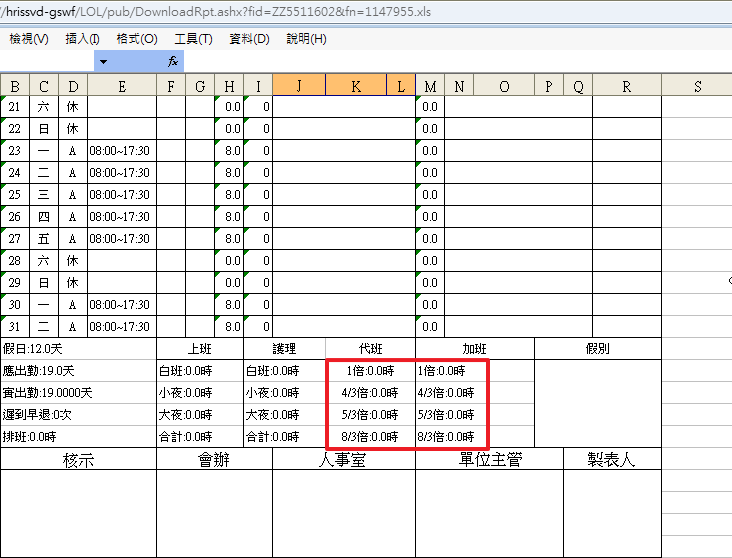 //hrissvd-gswf/LOL/pub/DownloadRpt.ashx?fid=ZZ5511602&fn=1147955.xls
檢視(V) 插入(I) 格式(O) 工具(T) 資料(D) 說明(H)
fx
B C D E F G H I J K L M N O P Q R S
21 六 休 0.0 0 0.0
22 日 休 0.0 0 0.0
23 一 A 08:00~17:30 8.0 0 0.0
24 二 A 08:00~17:30 8.0 0 0.0
25 三 A 08:00~17:30 8.0 0 0.0
26 四 A 08:00~17:30 8.0 0 0.0
27 五 A 08:00~17:30 8.0 0 0.0
28 六 休 0.0 0 0.0
29 日 休 0.0 0 0.0
30 一 A 08:00~17:30 8.0 0 0.0
31 二 A 08:00~17:30 8.0 0 0.0
假日:12.0天 上班 護理 代班 加班 假別
應出勤:19.0天 白班:0.0時 白班:0.0時 1倍:0.0時 1倍:0.0時
實出勤:19.0000天 小夜:0.0時 小夜:0.0時 4/3倍:0.0時 4/3倍:0.0時
遲到早退:0次 大夜:0.0時 大夜:0.0時 5/3倍:0.0時 5/3倍:0.0時
排班:0.0時 合計:0.0時 合計:0.0時 8/3倍:0.0時 8/3倍:0.0時
核示 會辦 人事室 單位主管 製表人